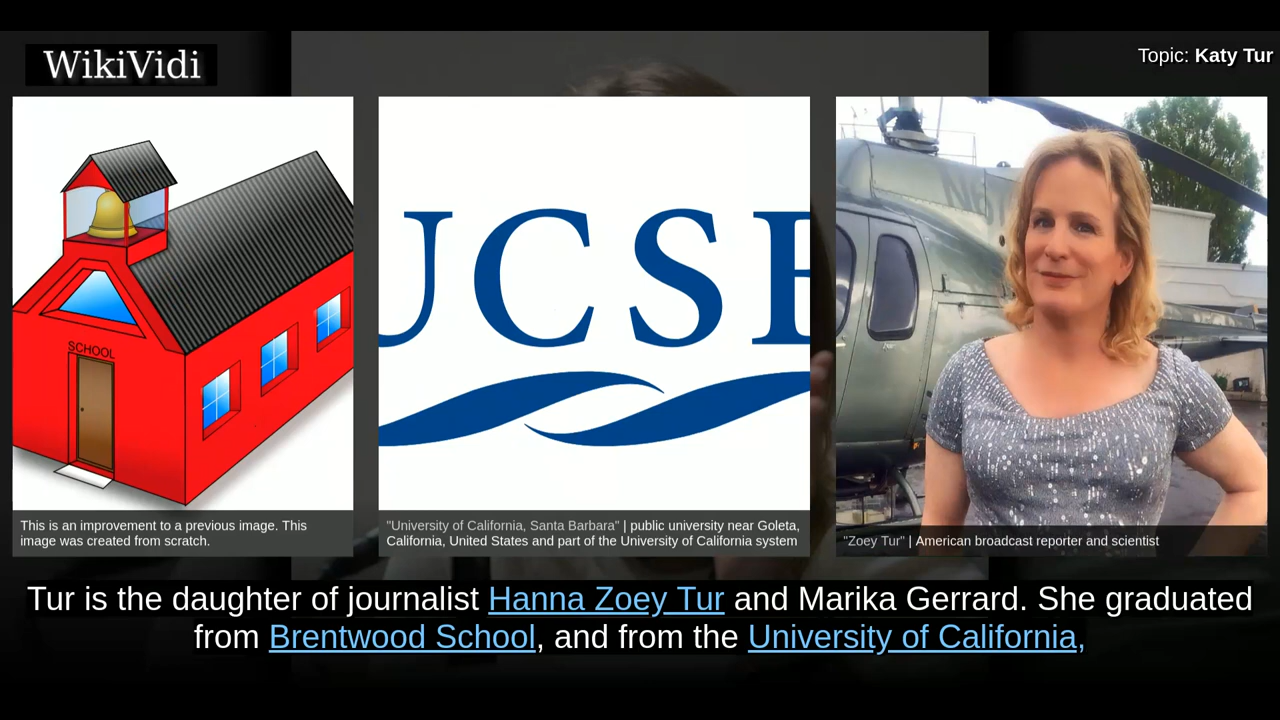 WikiVidi
Topic: Katy Tur
SCHOOL
UCSB
This is an improvement to a previous image. This
image was created from scratch.
"University of California, Santa Barbara" | public university near Goleta,
California, United States and part of the University of California system
"Zoey Tur" | American broadcast reporter and scientist
Tur is the daughter of journalist Hanna Zoey Tur and Marika Gerrard. She graduated
from Brentwood School, and from the University of California,